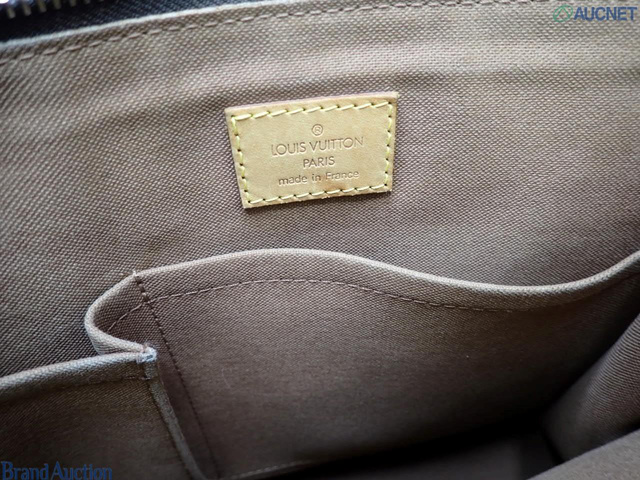 AUCNET
®
LOUIS VUITTON
PARIS
made in France
Brand Auction